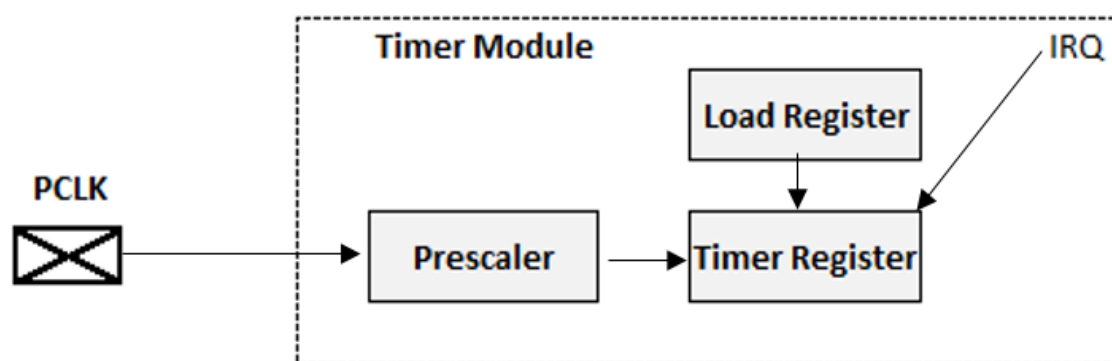 Timer Module
IRQ
Load Register
PCLK
Prescaler
Timer Register